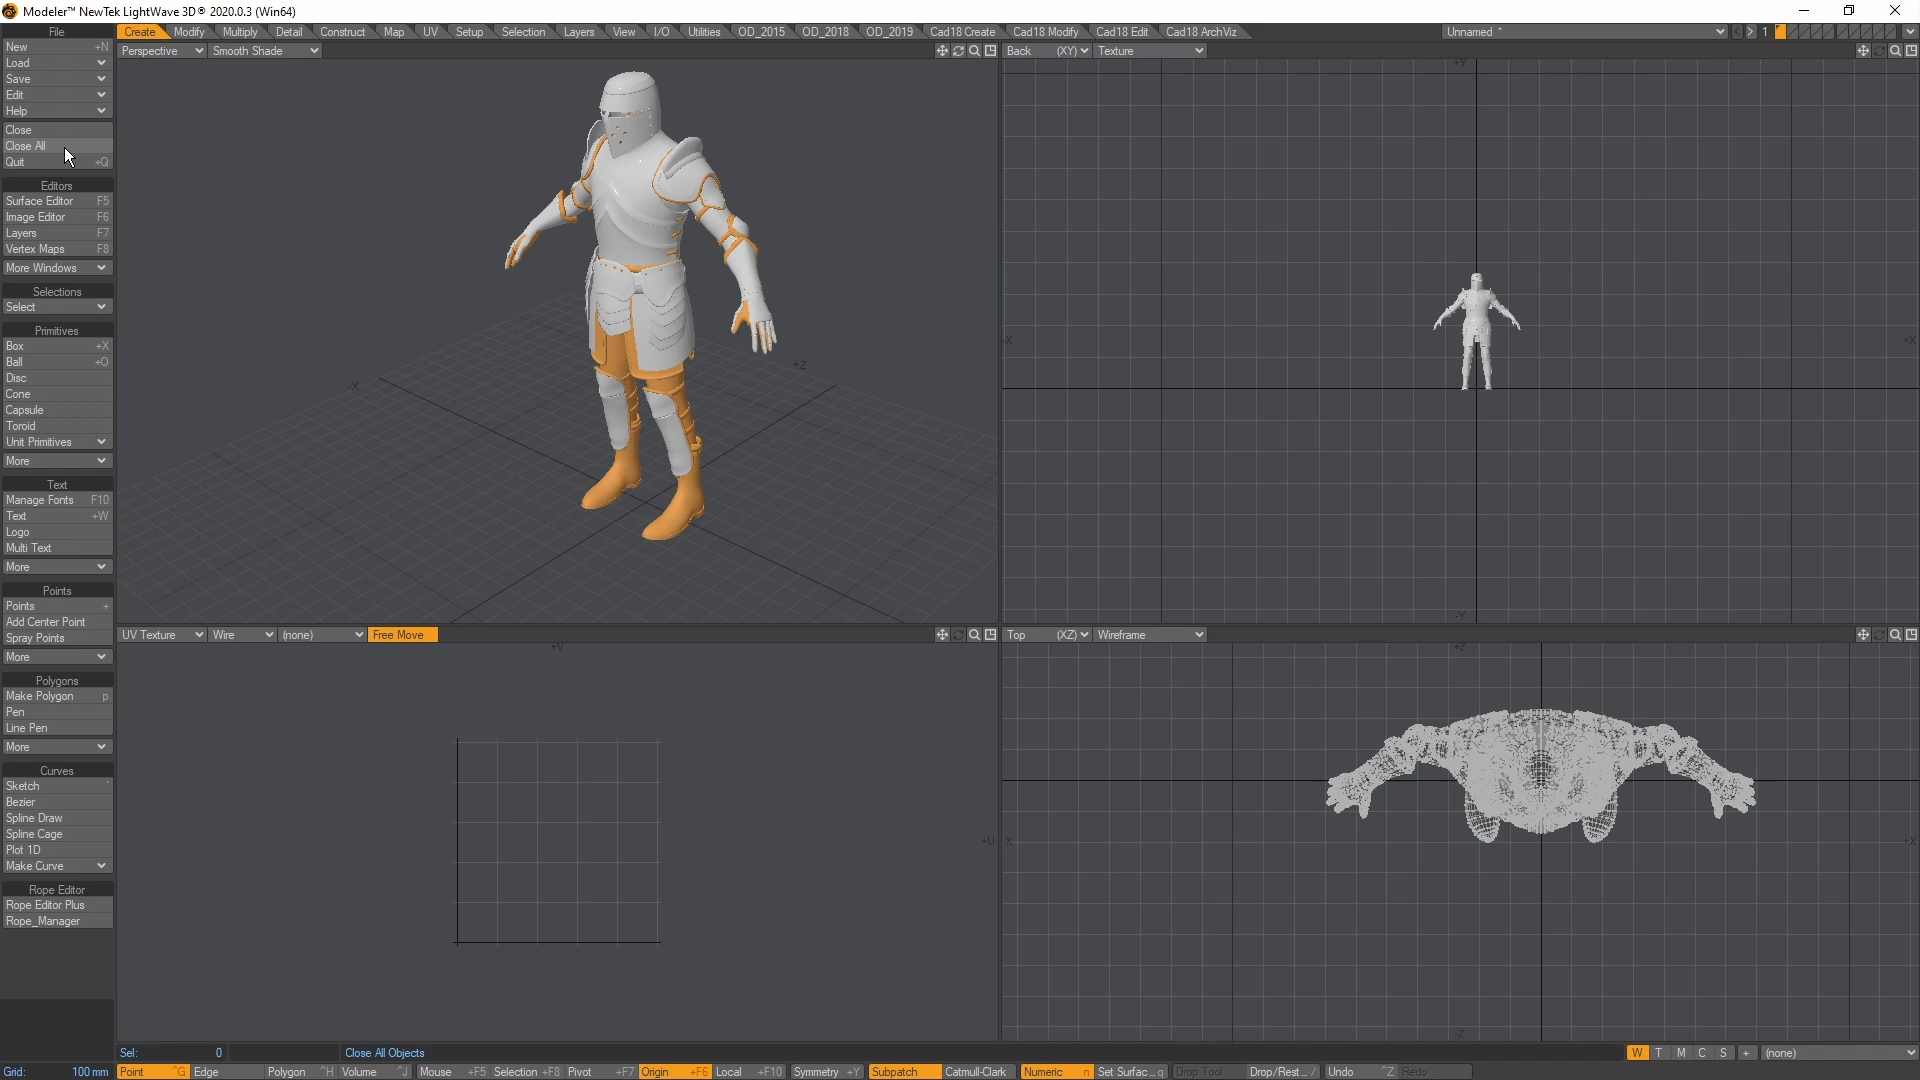 Modeler™ NewTek LightWave 3D® 2020.0.3 (Win64)
File
New +N
Load
Save
Edit
Help
Close
Close All
Quit +Q
Editors
Surface Editor F5
Image Editor F6
Layers F7
Vertex Maps F8
More Windows
Selections
Select
Primitives
Box +X
Ball +O
Disc
Cone
Capsule
Toroid
Unit Primitives
More
Text
Manage Fonts F10
Text +W
Logo
Multi Text
More
Points
Points +
Add Center Point
Spray Points
More
Polygons
Make Polygon p
Pen
Line Pen
More
Curves
Sketch `
Bezier
Spline Draw
Spline Cage
Plot 1D
Make Curve
Rope Editor
Rope Editor Plus
Rope_Manager
Create Modify Multiply Detail Construct Map UV Setup Selection Layers View I/O Utilities OD_2015 OD_2018 OD_2019 Cad18 Create Cad18 Modify Cad18 Edit Cad18 ArchViz Unnamed * < > 1
Perspective Smooth Shade
-X +Z
Back (XY) Texture
+Y
-X +X
-Y
UV Texture Wire (none) Free Move
+V
+U
Top (XZ) Wireframe
+Z
-X +X
-Z
Sel: 0 Close All Objects W T M C S + (none)
Grid: 100 mm Point ^G Edge Polygon ^H Volume ^J Mouse +F5 Selection +F8 Pivot +F7 Origin +F6 Local +F10 Symmetry +Y Subpatch Catmull-Clark Numeric n Set Surfac... q Drop Tool Drop/Rest... / Undo ^Z Redo